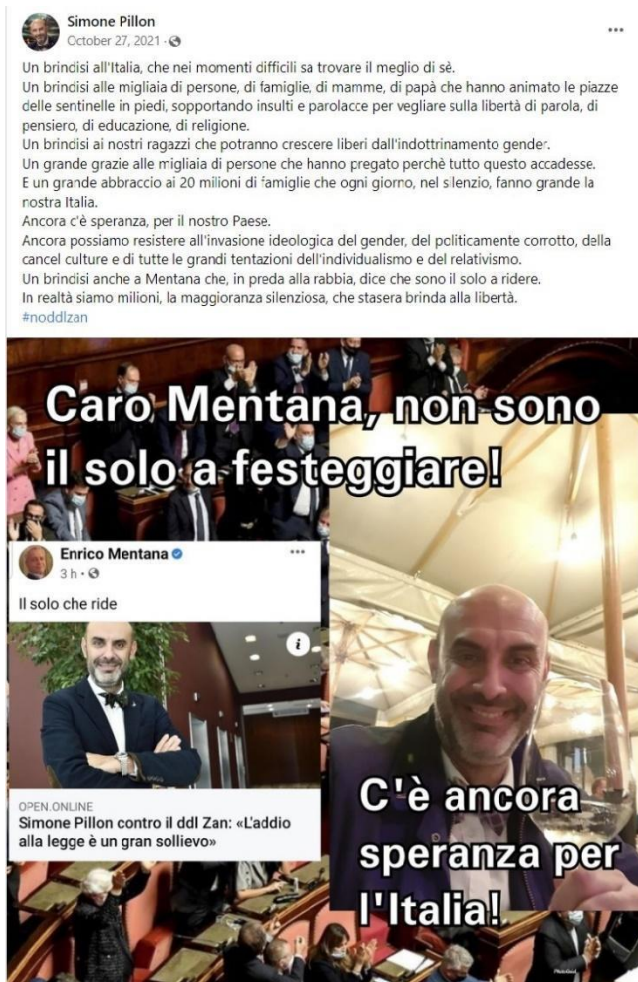 Simone Pillon
October 27, 2021 ·
Un brindisi all'Italia, che nei momenti difficili sa trovare il meglio di sè.
Un brindisi alle migliaia di persone, di famiglie, di mamme, di papà che hanno animato le piazze
delle sentinelle in piedi, sopportando insulti e parolacce per vegliare sulla libertà di parola, di
pensiero, di educazione, di religione.
Un brindisi ai nostri ragazzi che potranno crescere liberi dall'indottrinamento gender.
Un grande grazie alle migliaia di persone che hanno pregato perchè tutto questo accadesse.
E un grande abbraccio ai 20 milioni di famiglie che ogni giorno, nel silenzio, fanno grande la
nostra Italia.
Ancora c'è speranza, per il nostro Paese.
Ancora possiamo resistere all'invasione ideologica del gender, del politicamente corrotto, della
cancel culture e di tutte le grandi tentazioni dell'individualismo e del relativismo.
Un brindisi anche a Mentana che, in preda alla rabbia, dice che sono il solo a ridere.
In realtà siamo milioni, la maggioranza silenziosa, che stasera brinda alla libertà.
#noddlzan
Caro Mentana, non sono
il solo a festeggiare!
Enrico Mentana
3 h ·
Il solo che ride
i
OPEN.ONLINE
Simone Pillon contro il ddl Zan: «L'addio
alla legge è un gran sollievo»
C'è ancora
speranza per
l'Italia!